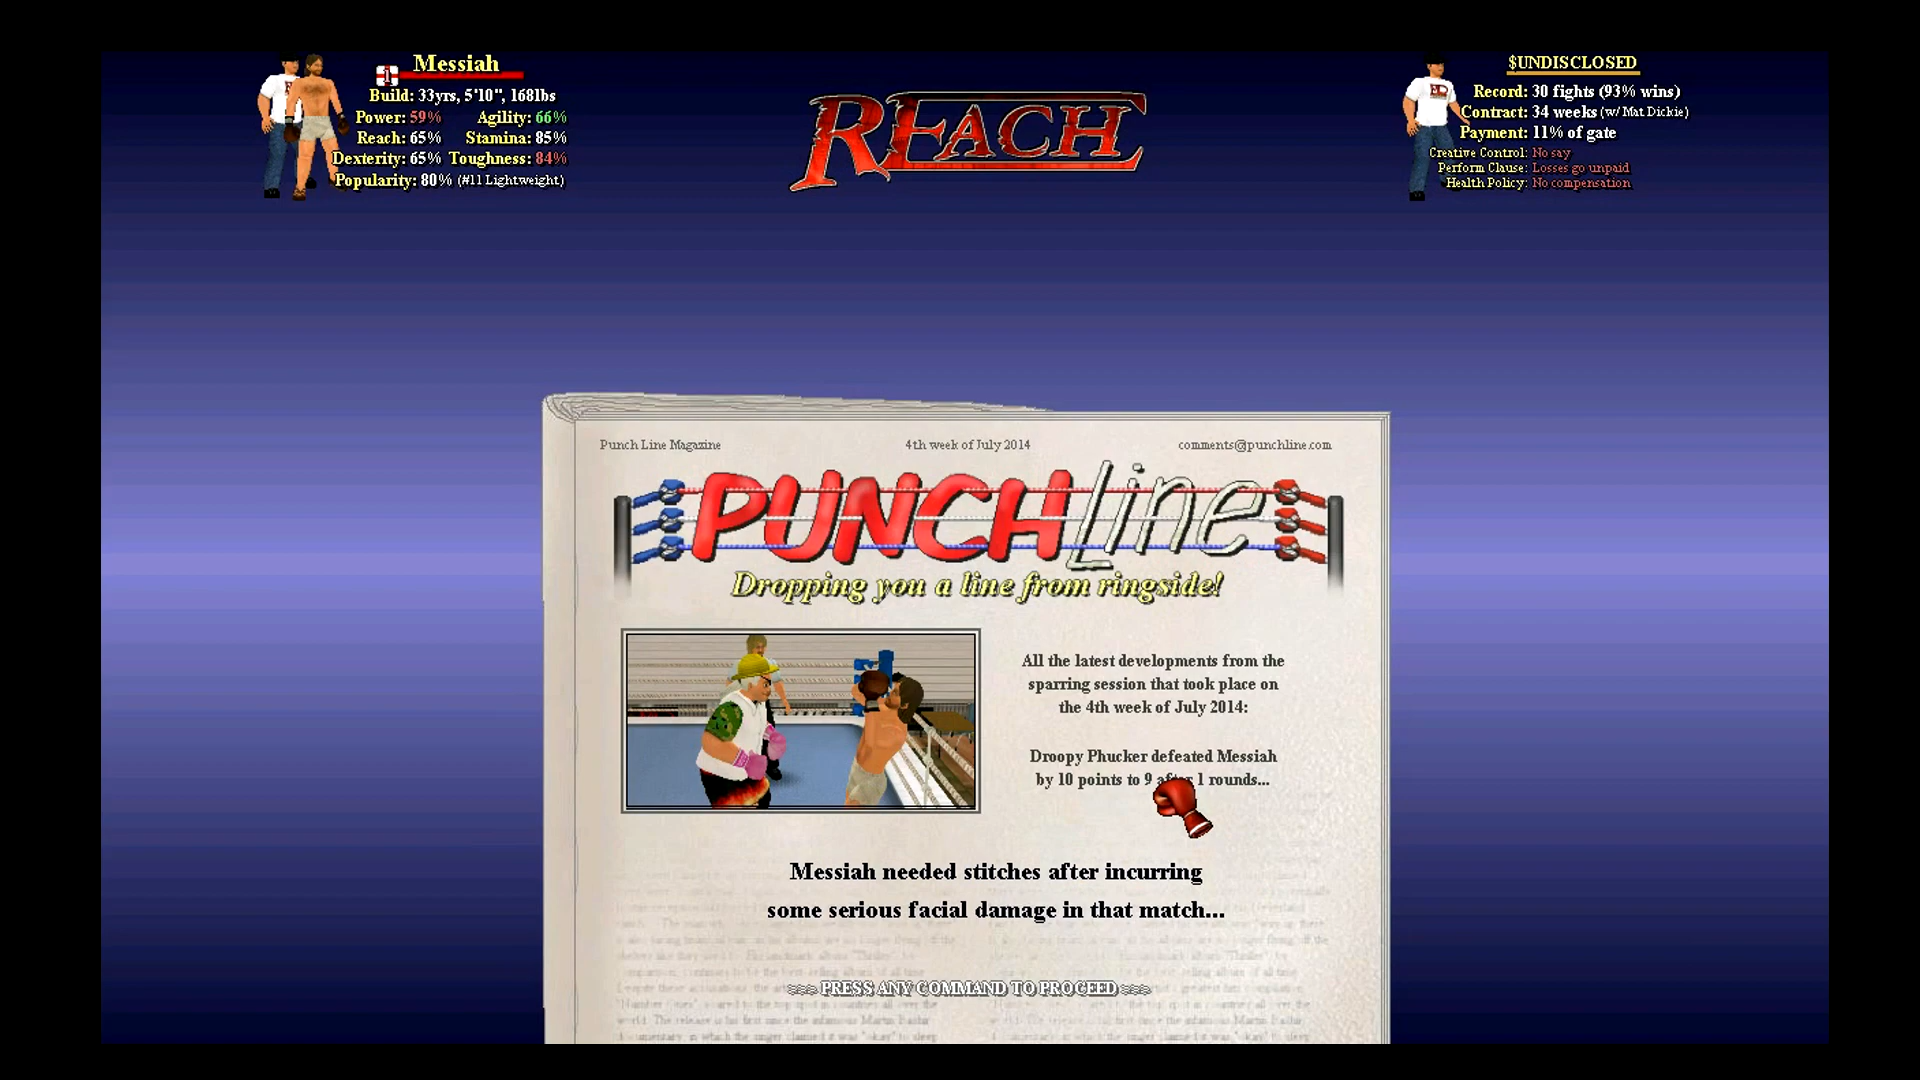 Messiah
1
Build: 33yrs, 5'10", 168lbs
Power: 59% Agility: 66%
Reach: 65% Stamina: 85%
Dexterity: 65% Toughness: 84%
Popularity: 80% (#11 Lightweight)
REACH
$UNDISCLOSED
Record: 30 fights (93% wins)
Contract: 34 weeks (w/ Mat Dickie)
Payment: 11% of gate
Creative Control: No say
Perform Clause: Losses go unpaid
Health Policy: No compensation
Punch Line Magazine 4th week of July 2014 comments@punchline.com
PUNCHLine
Dropping you a line from ringside!
All the latest developments from the
sparring session that took place on
the 4th week of July 2014:
Droopy Phucker defeated Messiah
by 10 points to 9 after 1 rounds...
Messiah needed stitches after incurring
some serious facial damage in that match...
PRESS ANY COMMAND TO PROCEED